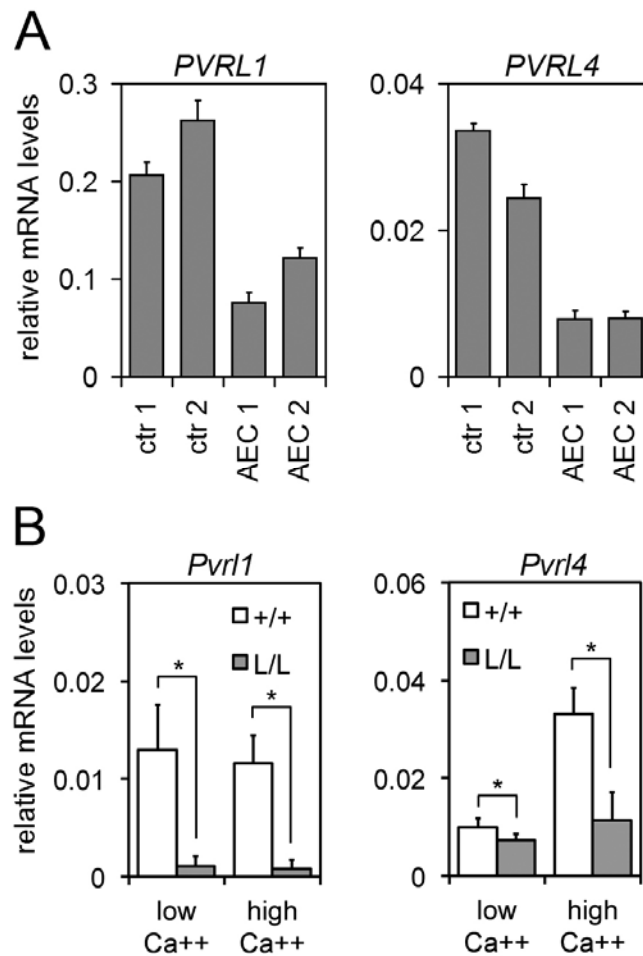 A
PVRL1
PVRL4
relative mRNA levels
0.3
0.2
0.1
0
0.04
0.02
0
ctr 1
ctr 2
AEC 1
AEC 2
ctr 1
ctr 2
AEC 1
AEC 2
B
Pvrl1
Pvrl4
relative mRNA levels
0.03
0.02
0.01
0
+/+
L/L
*
*
low
Ca++
high
Ca++
0.06
0.04
0.02
0
+/+
L/L
*
*
low
Ca++
high
Ca++